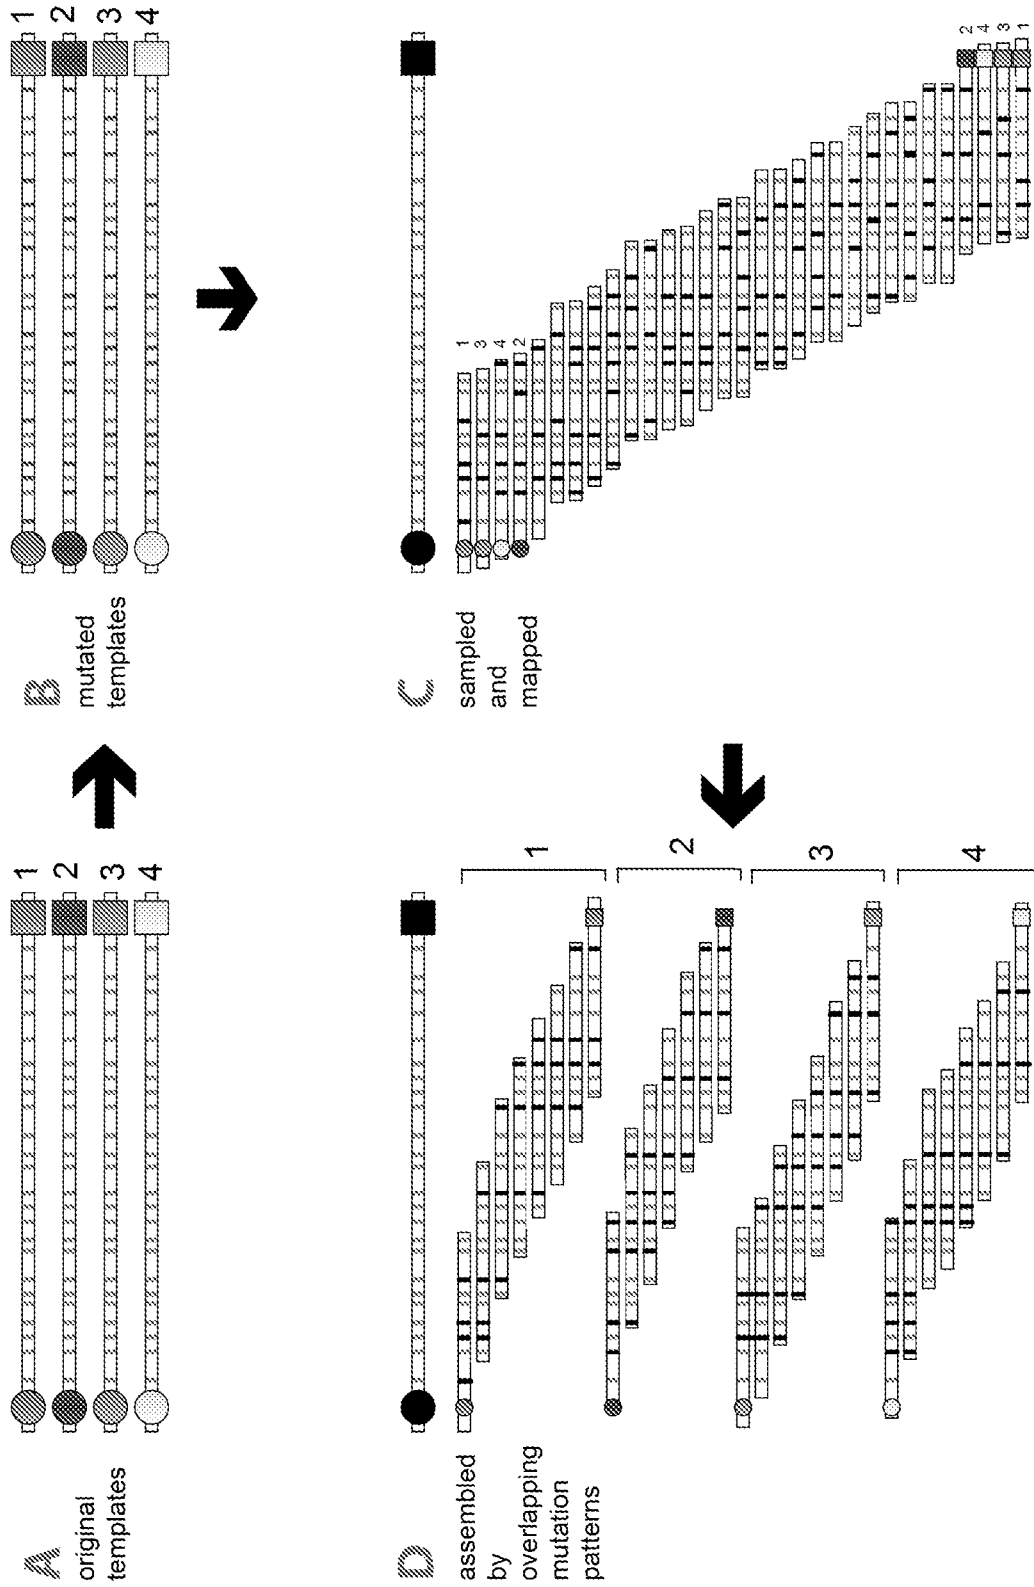 A
original
templates
1
2
3
4
B
mutated
templates
1
2
3
4
C
sampled
and
mapped
1
3
4
2
2
4
3
1
D
assembled
by
overlapping
mutation
patterns
1
2
3
4